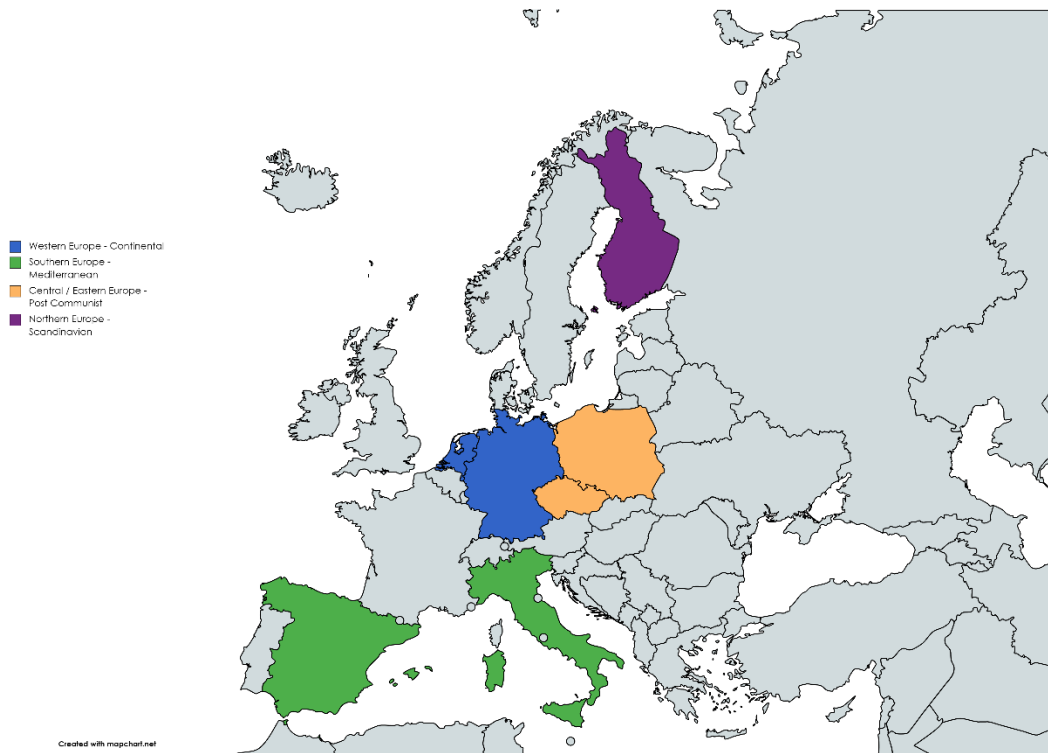 Western Europe - Continental
Southern Europe -
Mediterranean
Central / Eastern Europe -
Post Communist
Northern Europe -
Scandinavian
Created with mapchart.net